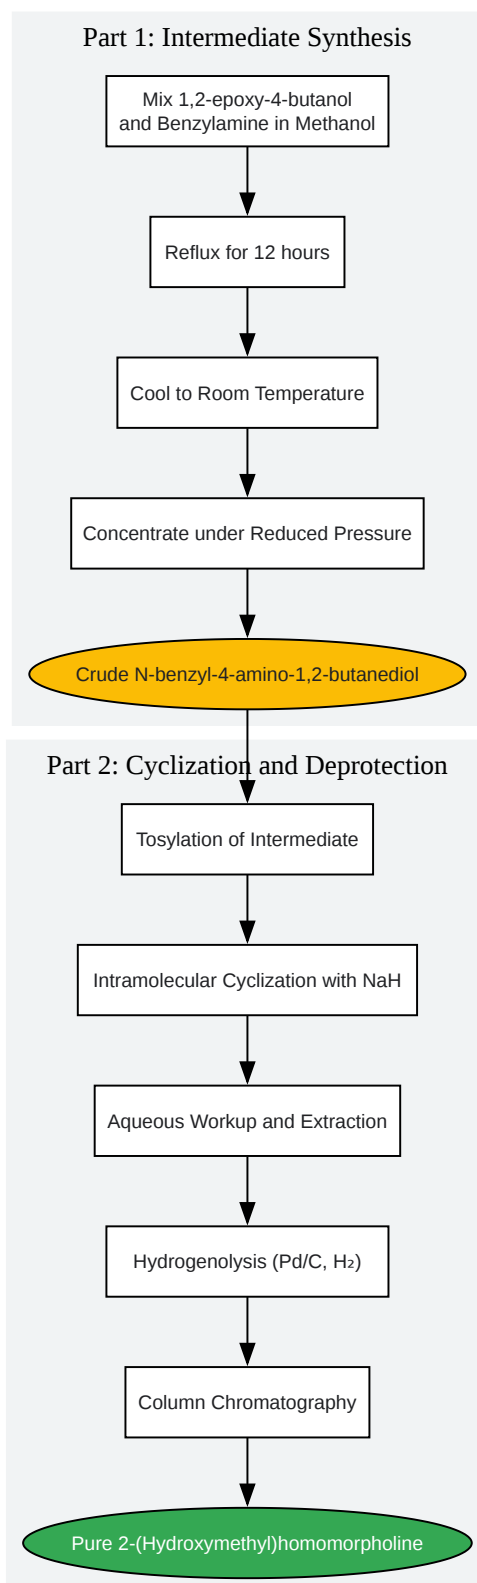 Part 1: Intermediate Synthesis
Mix 1,2-epoxy-4-butanol
and Benzylamine in Methanol
Reflux for 12 hours
Cool to Room Temperature
Concentrate under Reduced Pressure
Crude N-benzyl-4-amino-1,2-butanediol
Part 2: Cyclization and Deprotection
Tosylation of Intermediate
Intramolecular Cyclization with NaH
Aqueous Workup and Extraction
Hydrogenolysis (Pd/C, H₂)
Column Chromatography
Pure 2-(Hydroxymethyl)homomorpholine